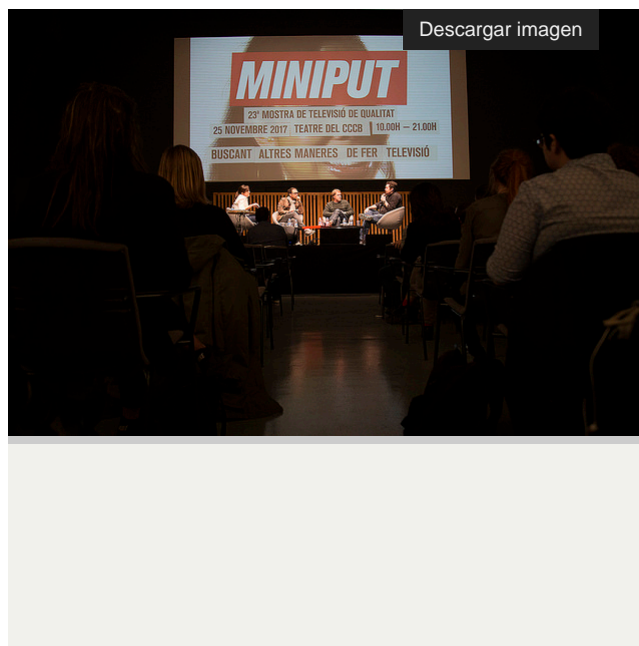 Descargar imagen
MINIPUT
23ª MOSTRA DE TELEVISIÓ DE QUALITAT
25 NOVEMBRE 2017 TEATRE DEL CCCB 10.00H — 21.00H
BUSCANT ALTRES MANERES DE FER TELEVISIÓ